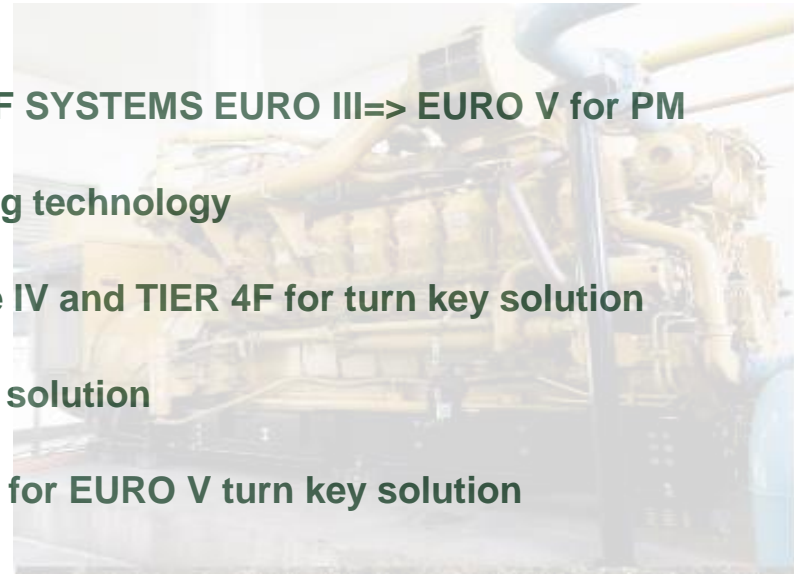 F SYSTEMS EURO III=> EURO V for PM
g technology
IV and TIER 4F for turn key solution
solution
for EURO V turn key solution